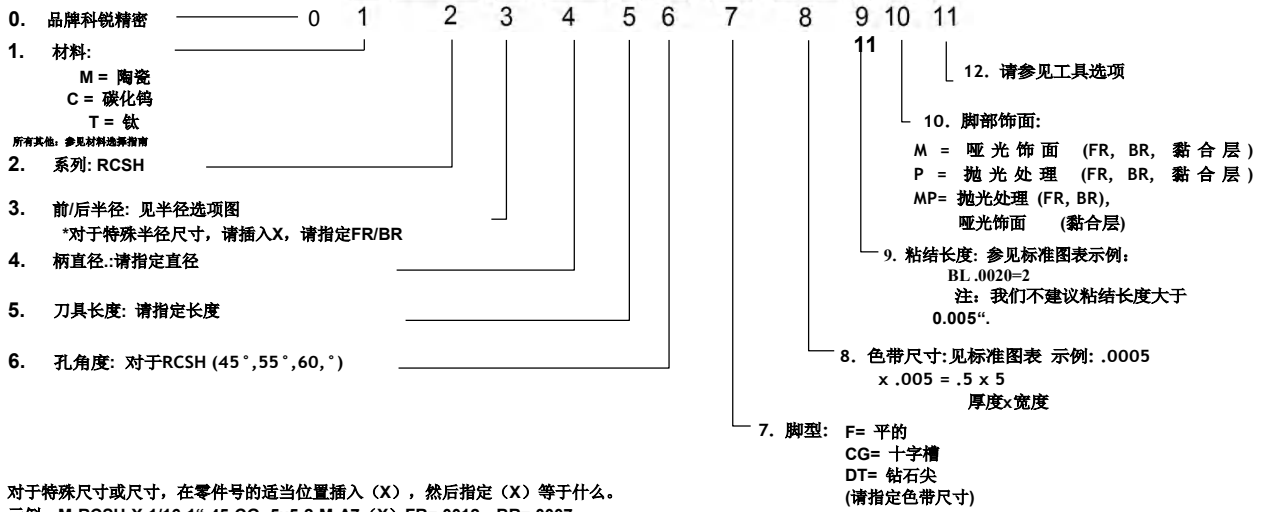 0. 品牌科锐精密 0 1 2 3 4 5 6 7 8 9 10 11
11
1. 材料:
M = 陶瓷
C = 碳化钨
T = 钛
所有其他：参见材料选择指南
2. 系列: RCSH
3. 前/后半径: 见半径选项图
*对于特殊半径尺寸，请插入X，请指定FR/BR
4. 柄直径.:请指定直径
5. 刀具长度: 请指定长度
6. 孔角度: 对于RCSH (45°,55°,60,°)
12. 请参见工具选项
10. 脚部饰面:
M = 哑光饰面 (FR, BR, 黏合层)
P = 抛光处理 (FR, BR, 黏合层)
MP= 抛光处理 (FR, BR),
哑光饰面 (黏合层)
9. 粘结长度: 参见标准图表示例:
BL .0020=2
注：我们不建议粘结长度大于
0.005“.
8. 色带尺寸:见标准图表 示例: .0005
x .005 = .5 x 5
厚度x宽度
7. 脚型: F= 平的
CG= 十字槽
DT= 钻石尖
(请指定色带尺寸)
对于特殊尺寸或尺寸，在零件号的适当位置插入（X），然后指定（X）等于什么。